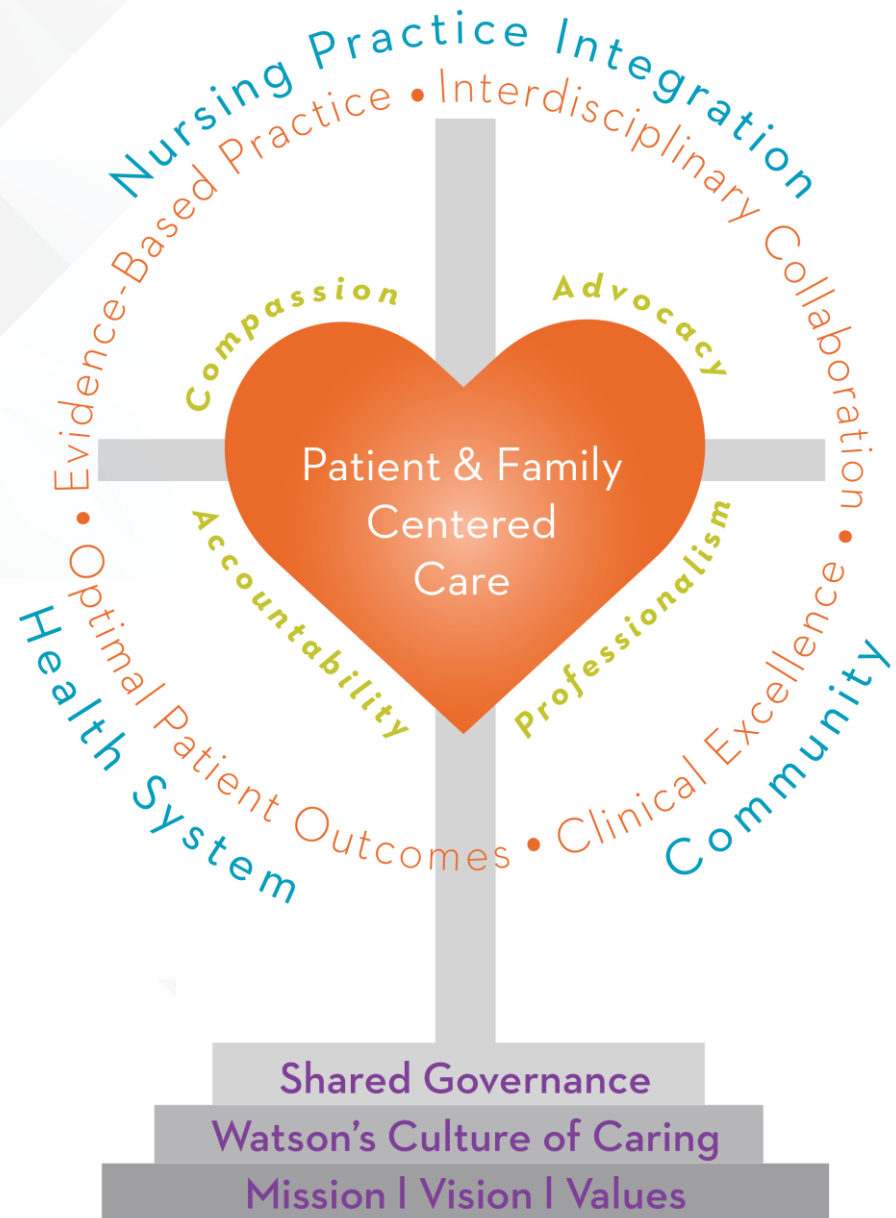 Nursing Practice Integration
Evidence-Based Practice • Interdisciplinary Collaboration •
Compassion
Advocacy
Patient & Family
Centered
Care
Accountability
Professionalism
• Optimal Patient Outcomes • Clinical Excellence
Health System
Community
Shared Governance
Watson's Culture of Caring
Mission | Vision | Values